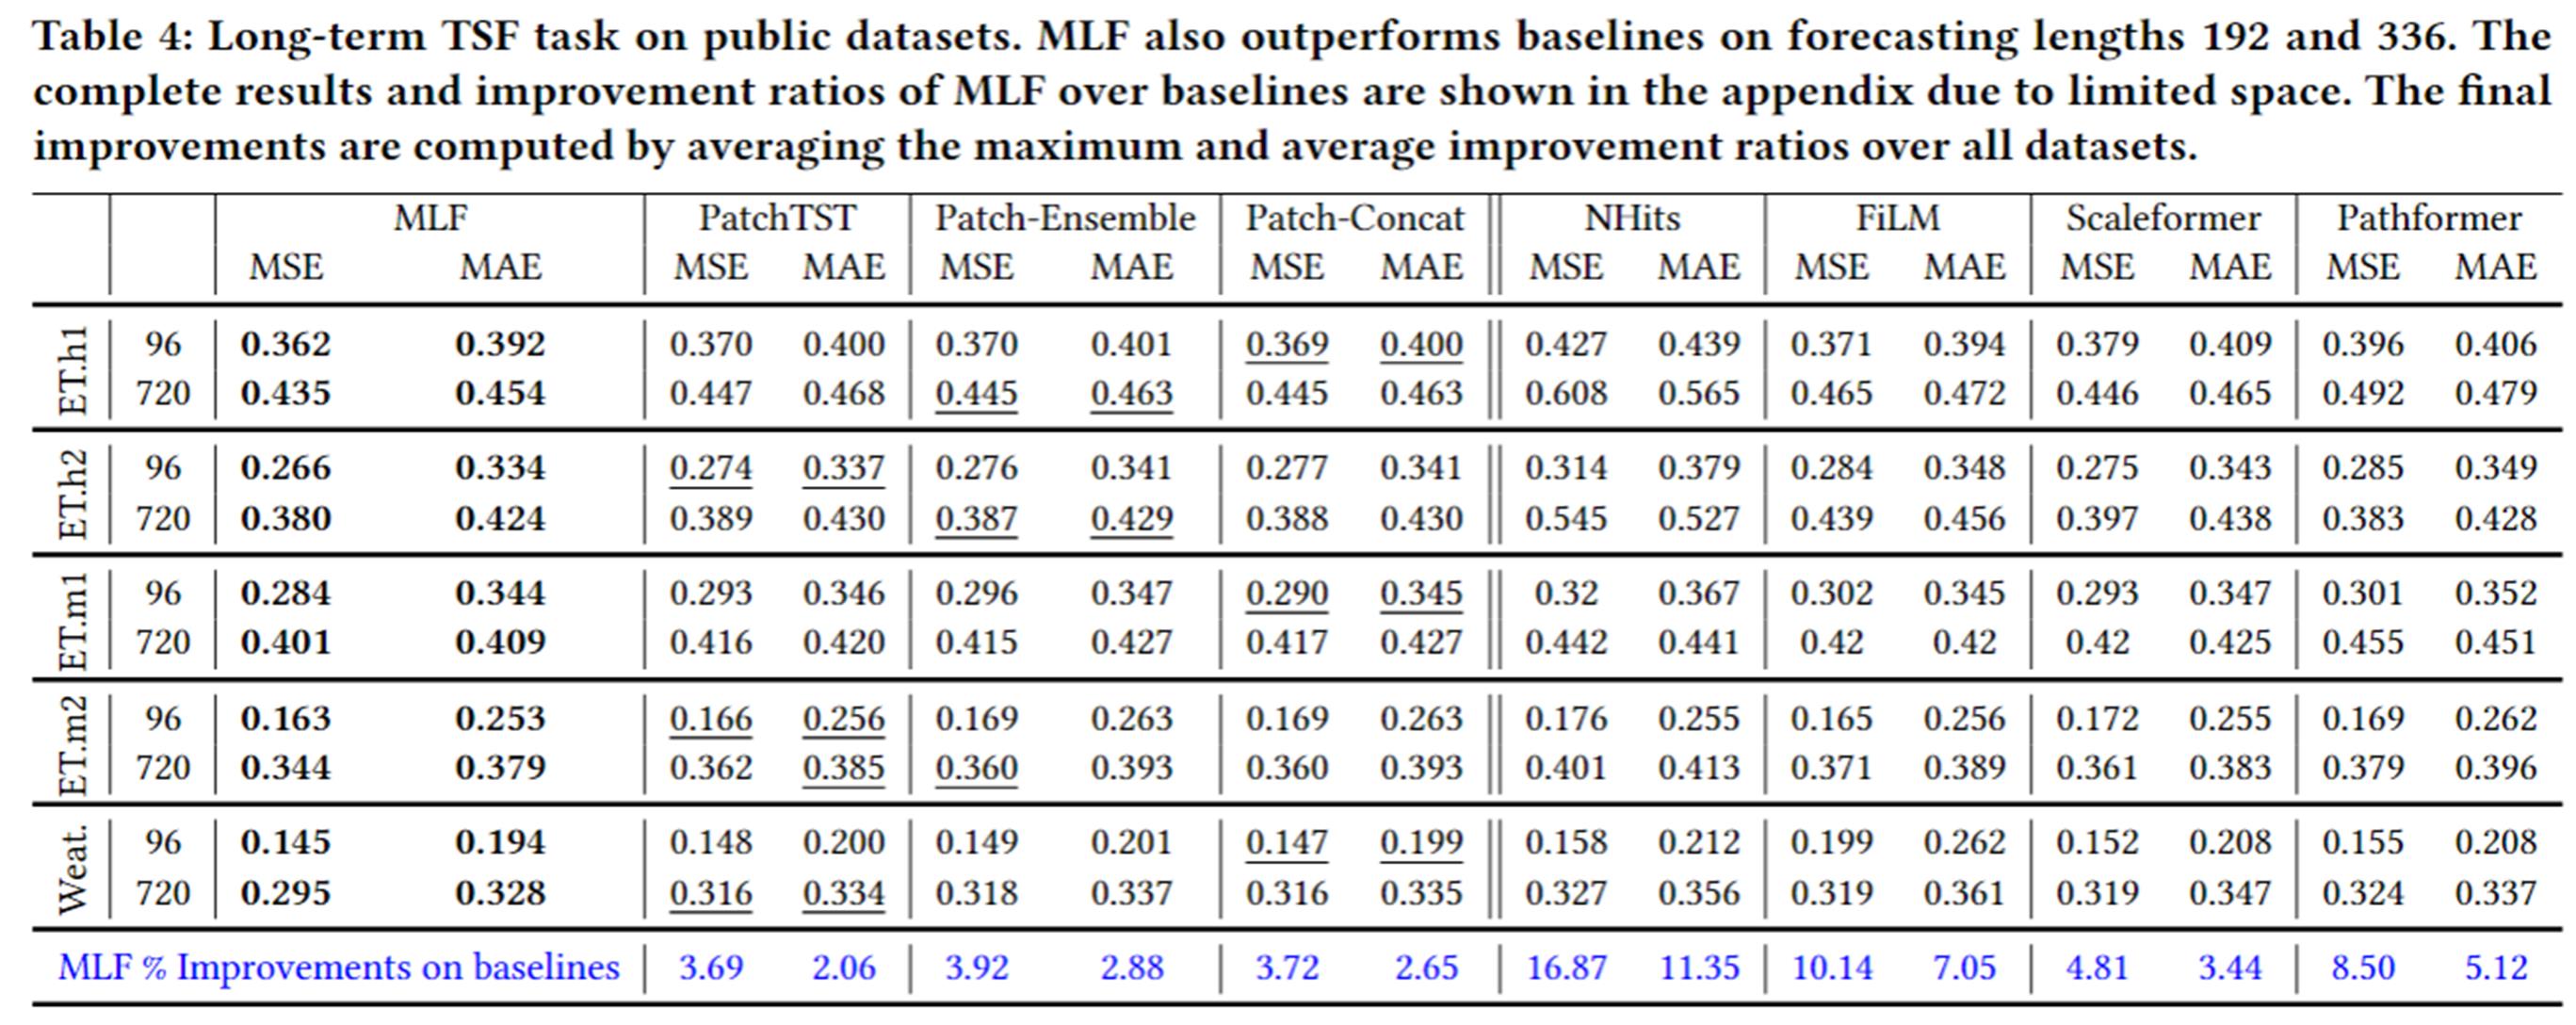 Table 4: Long-term TSF task on public datasets. MLF also outperforms baselines on forecasting lengths 192 and 336. The
complete results and improvement ratios of MLF over baselines are shown in the appendix due to limited space. The final
improvements are computed by averaging the maximum and average improvement ratios over all datasets.
MLF PatchTST Patch-Ensemble Patch-Concat NHits FiLM Scaleformer Pathformer
MSE MAE MSE MAE MSE MAE MSE MAE MSE MAE MSE MAE MSE MAE MSE MAE
ET.h1
96 0.362 0.392 0.370 0.400 0.370 0.401 0.369 0.400 0.427 0.439 0.371 0.394 0.379 0.409 0.396 0.406
720 0.435 0.454 0.447 0.468 0.445 0.463 0.445 0.463 0.608 0.565 0.465 0.472 0.446 0.465 0.492 0.479
ET.h2
96 0.266 0.334 0.274 0.337 0.276 0.341 0.277 0.341 0.314 0.379 0.284 0.348 0.275 0.343 0.285 0.349
720 0.380 0.424 0.389 0.430 0.387 0.429 0.388 0.430 0.545 0.527 0.439 0.456 0.397 0.438 0.383 0.428
ET.m1
96 0.284 0.344 0.293 0.346 0.296 0.347 0.290 0.345 0.32 0.367 0.302 0.345 0.293 0.347 0.301 0.352
720 0.401 0.409 0.416 0.420 0.415 0.427 0.417 0.427 0.442 0.441 0.42 0.42 0.42 0.425 0.455 0.451
ET.m2
96 0.163 0.253 0.166 0.256 0.169 0.263 0.169 0.263 0.176 0.255 0.165 0.256 0.172 0.255 0.169 0.262
720 0.344 0.379 0.362 0.385 0.360 0.393 0.360 0.393 0.401 0.413 0.371 0.389 0.361 0.383 0.379 0.396
Weat.
96 0.145 0.194 0.148 0.200 0.149 0.201 0.147 0.199 0.158 0.212 0.199 0.262 0.152 0.208 0.155 0.208
720 0.295 0.328 0.316 0.334 0.318 0.337 0.316 0.335 0.327 0.356 0.319 0.361 0.319 0.347 0.324 0.337
MLF % Improvements on baselines 3.69 2.06 3.92 2.88 3.72 2.65 16.87 11.35 10.14 7.05 4.81 3.44 8.50 5.12